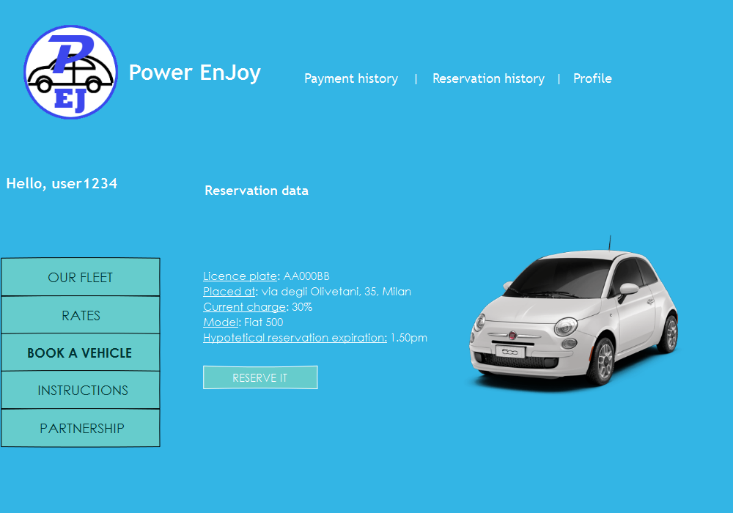 P
EJ
Power EnJoy
Payment history | Reservation history | Profile
Hello, user1234
Reservation data
OUR FLEET
RATES
BOOK A VEHICLE
INSTRUCTIONS
PARTNERSHIP
Licence plate: AA000BB
Placed at: via degli Olivetani, 35, Milan
Current charge: 30%
Model: Fiat 500
Hypotetical reservation expiration: 1.50pm
RESERVE IT
500